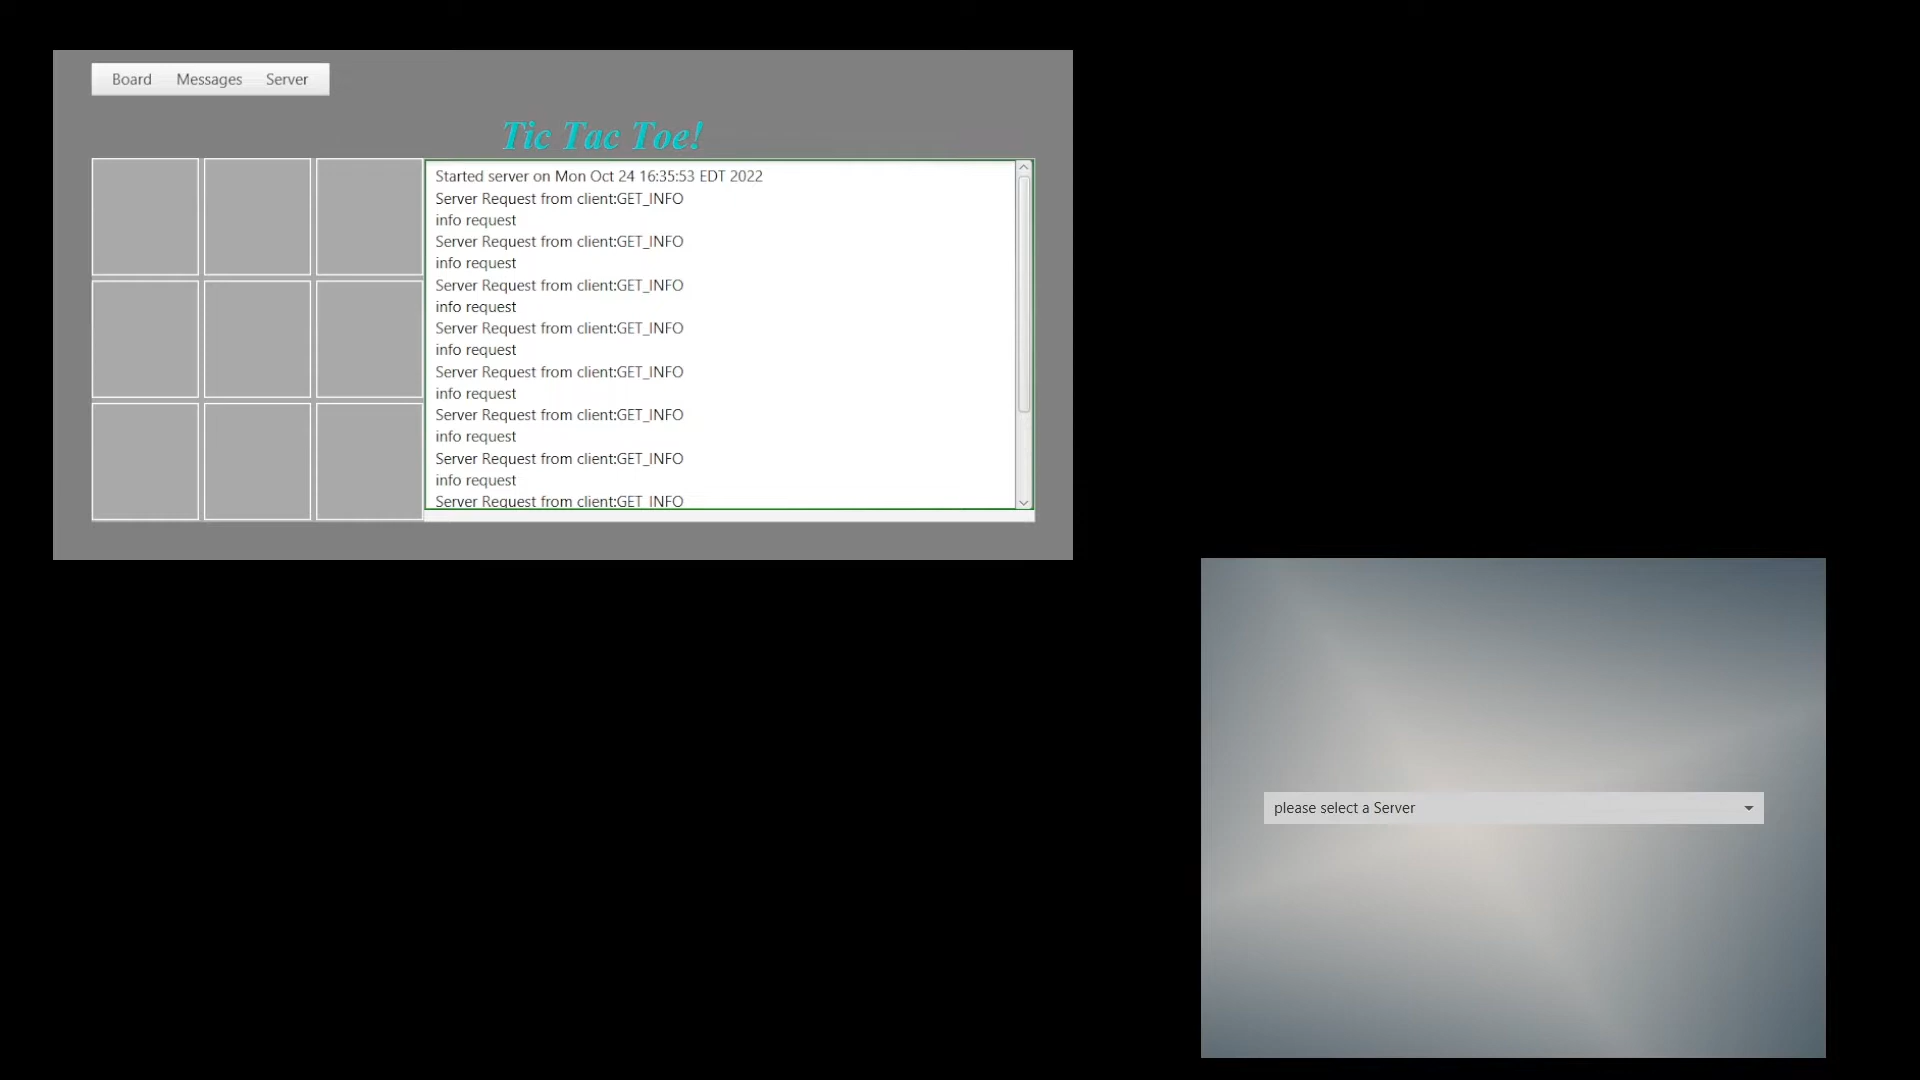 Board Messages Server
Tic Tac Toe!
Started server on Mon Oct 24 16:35:53 EDT 2022
Server Request from client:GET_INFO
info request
Server Request from client:GET_INFO
info request
Server Request from client:GET_INFO
info request
Server Request from client:GET_INFO
info request
Server Request from client:GET_INFO
info request
Server Request from client:GET_INFO
info request
Server Request from client:GET_INFO
info request
Server Request from client:GET_INFO
please select a Server